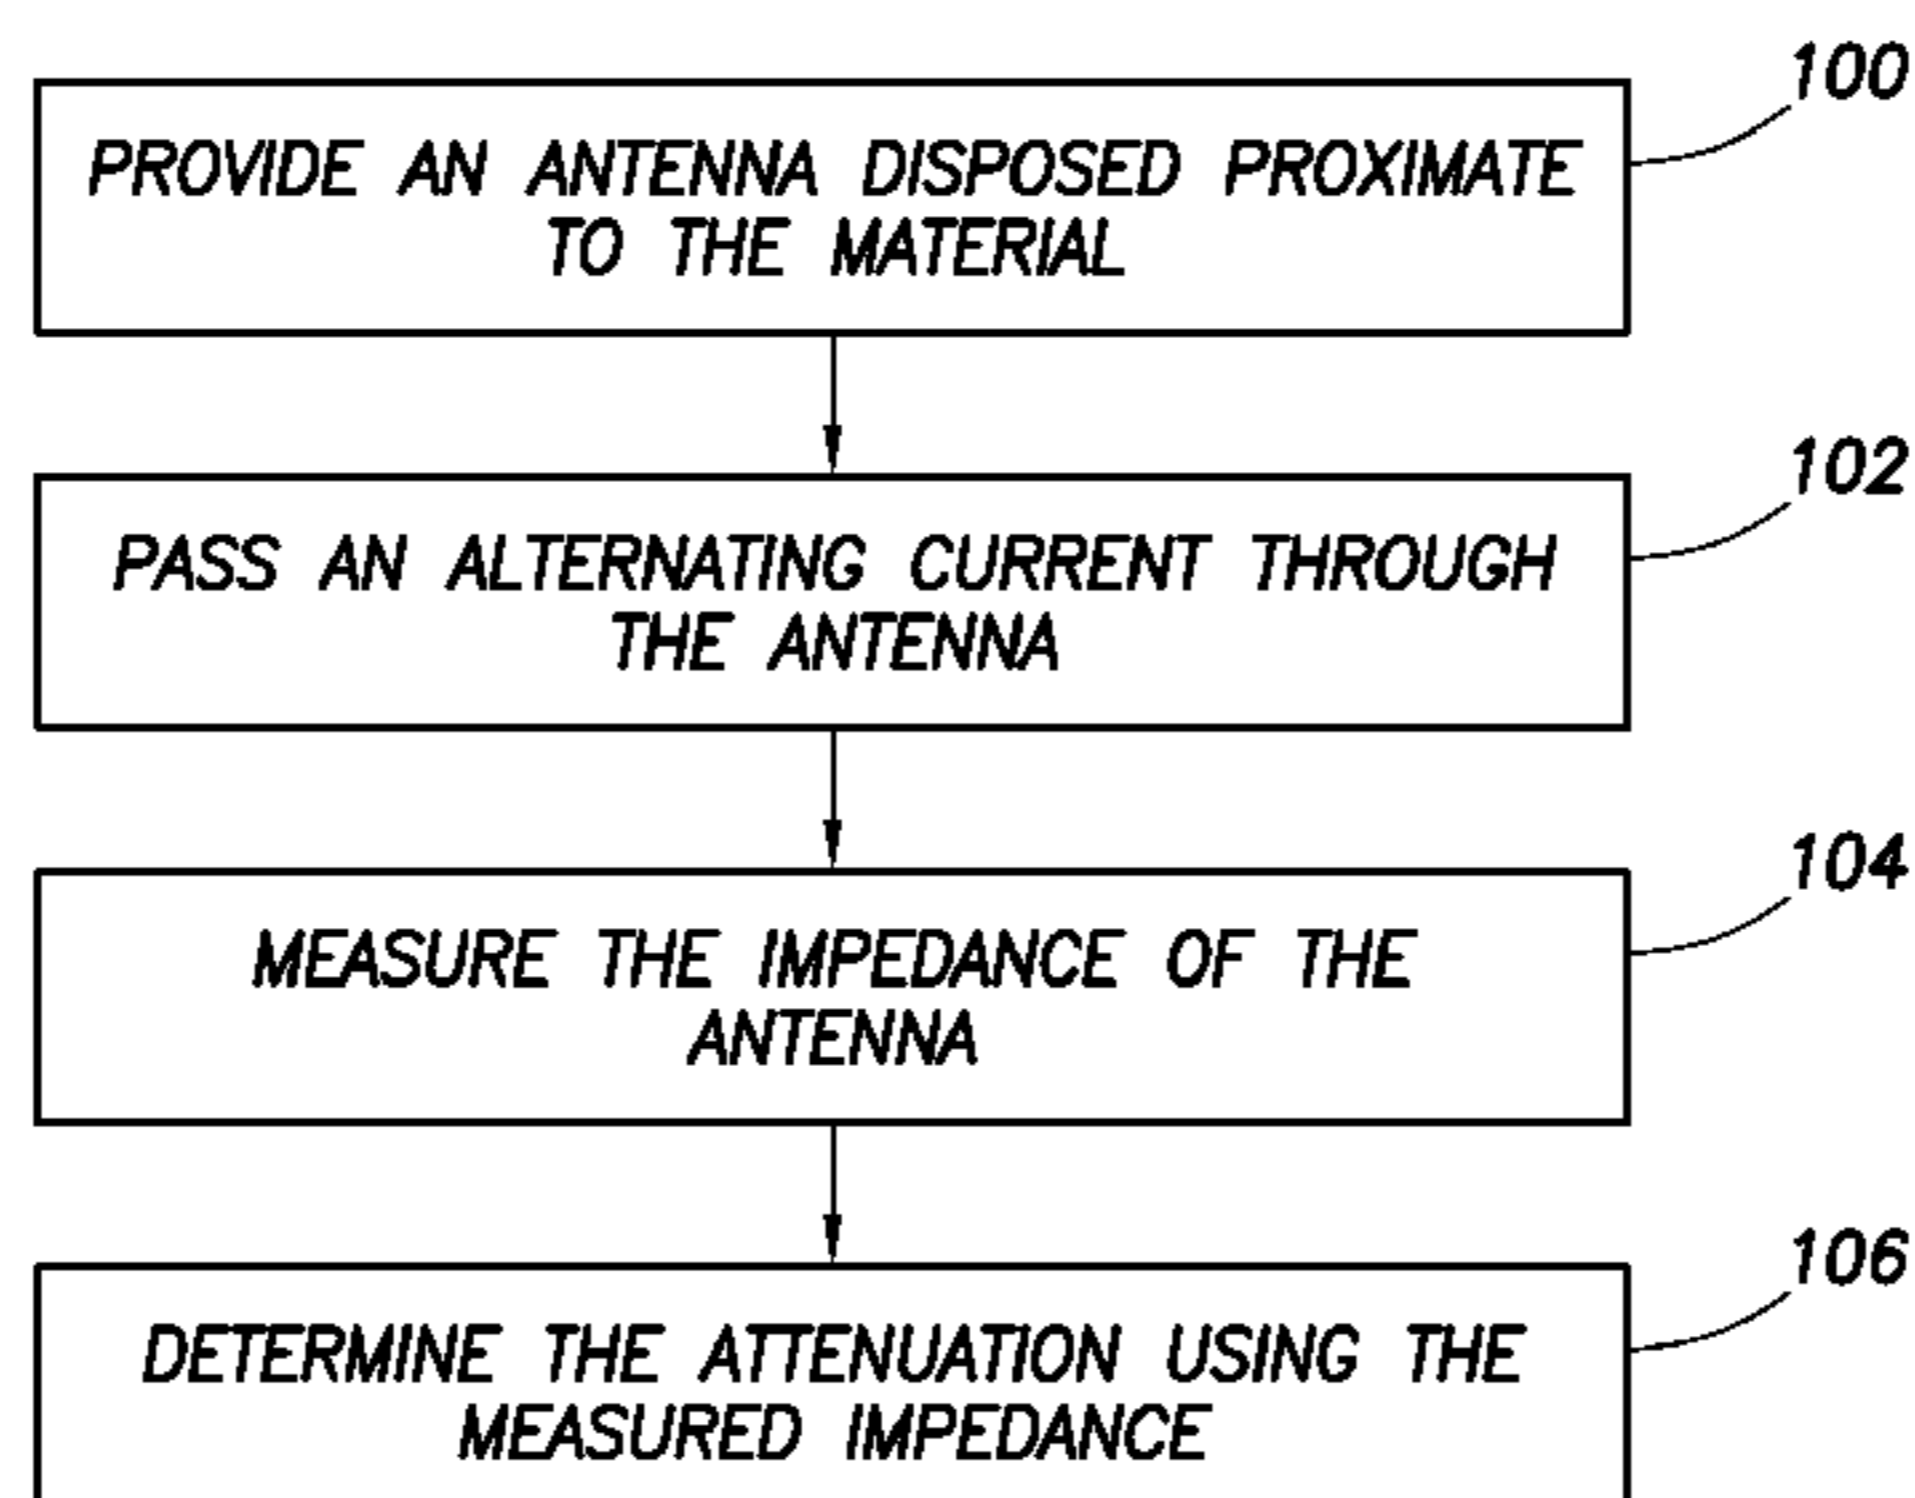 100
PROVIDE AN ANTENNA DISPOSED PROXIMATE
TO THE MATERIAL
102
PASS AN ALTERNATING CURRENT THROUGH
THE ANTENNA
104
MEASURE THE IMPEDANCE OF THE
ANTENNA
106
DETERMINE THE ATTENUATION USING THE
MEASURED IMPEDANCE